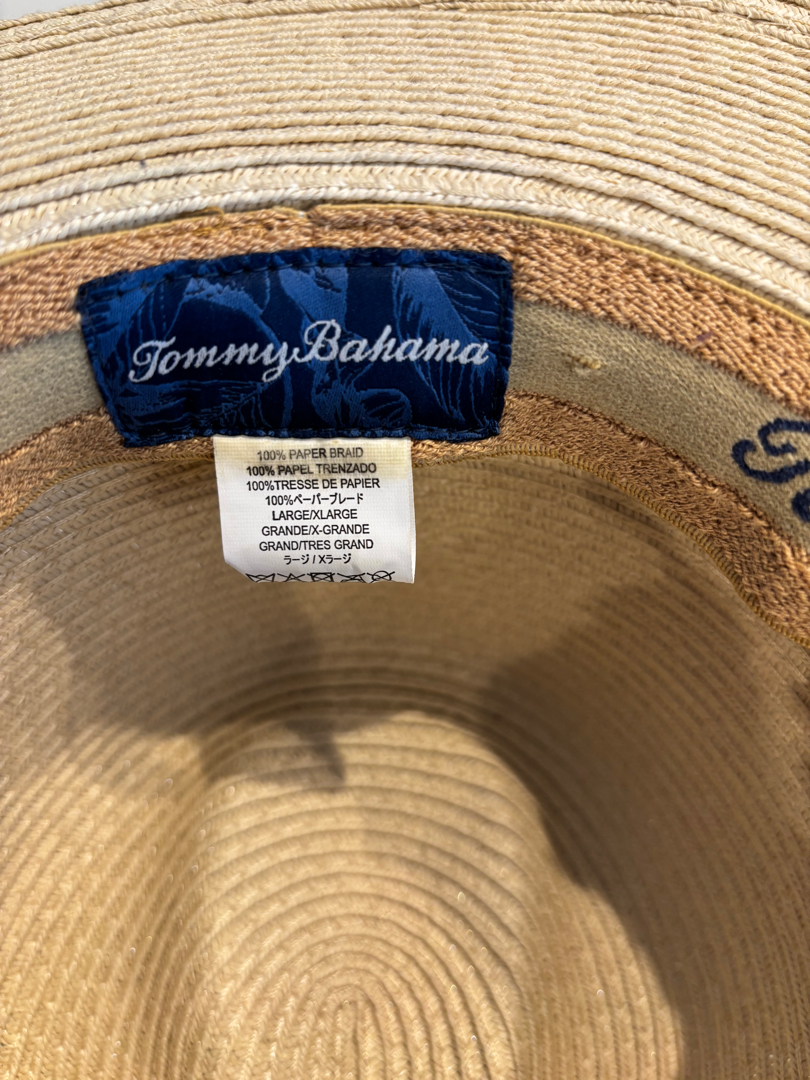 Tommy Bahama
100% PAPER BRAID
100% PAPEL TRENZADO
100%TRESSE DE PAPIER
100%ペーパーブレード
LARGE/XLARGE
GRANDE/X-GRANDE
GRAND/TRES GRAND
ラージ / Xラージ